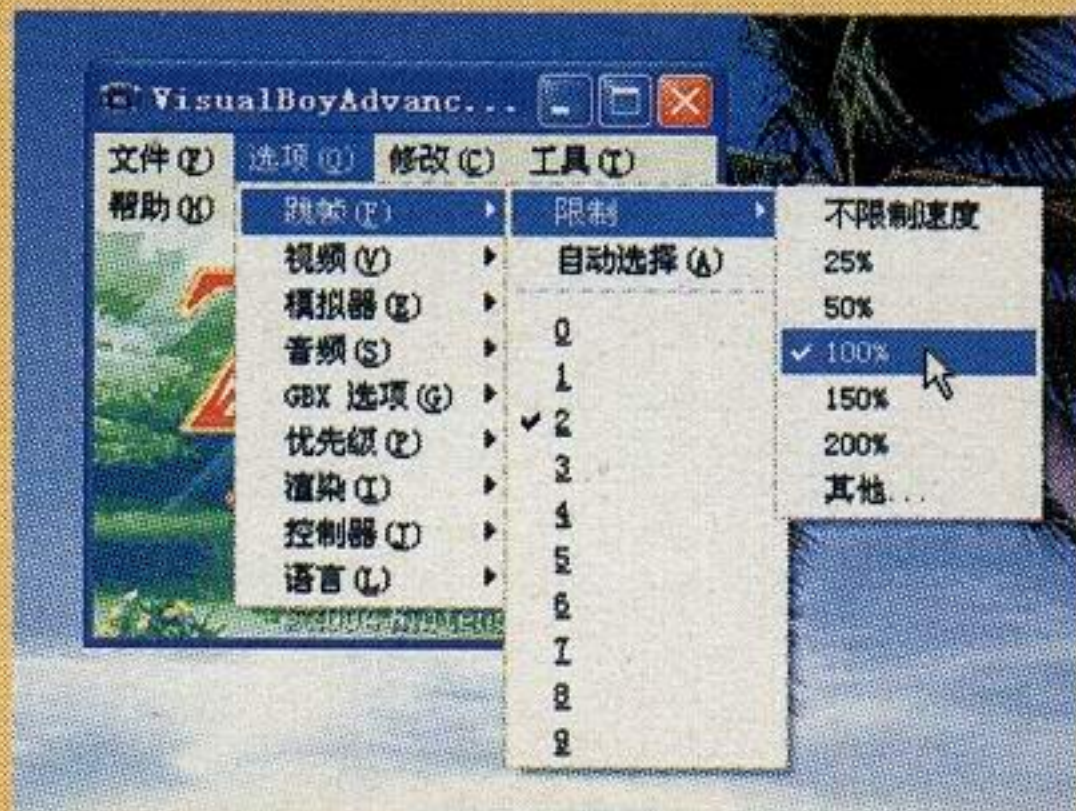 VisualBoyAdvanc...
文件(F) 选项(O) 修改(C) 工具(T)
帮助(H)
跳帧(F)
视频(V)
模拟器(E)
音频(S)
GBX 选项(G)
优先级(P)
渲染(I)
控制器(J)
语言(L)
限制
自动选择(A)
0
1
2
3
4
5
6
7
8
9
不限制速度
25%
50%
100%
150%
200%
其他...